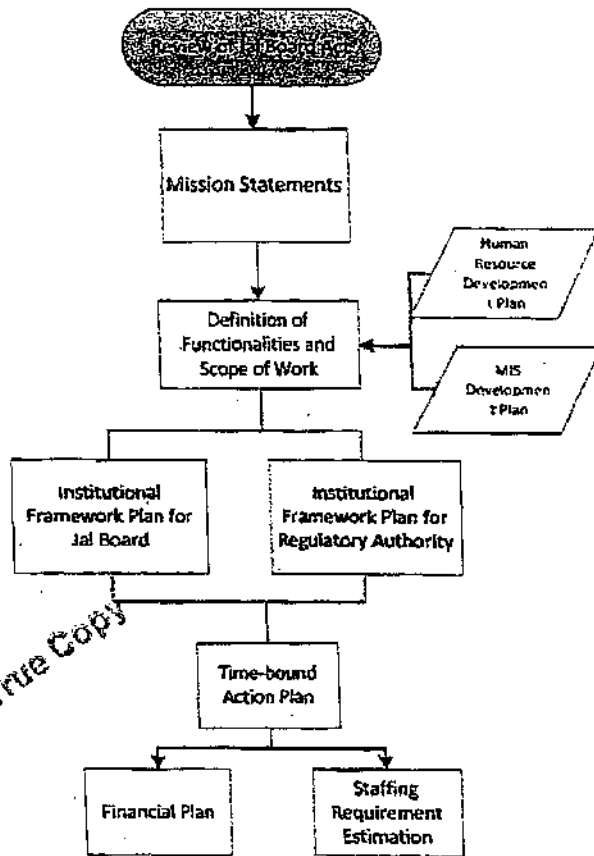 Review of Jal Board Act
Mission Statements
Human
Resource
Developmen
t Plan
Definition of
Functionalities and
Scope of Work
MIS
Developmen
t Plan
Institutional
Framework Plan for
Jal Board
Institutional
Framework Plan for
Regulatory Authority
True Copy
Time-bound
Action Plan
Financial Plan
Staffing
Requirement
Estimation